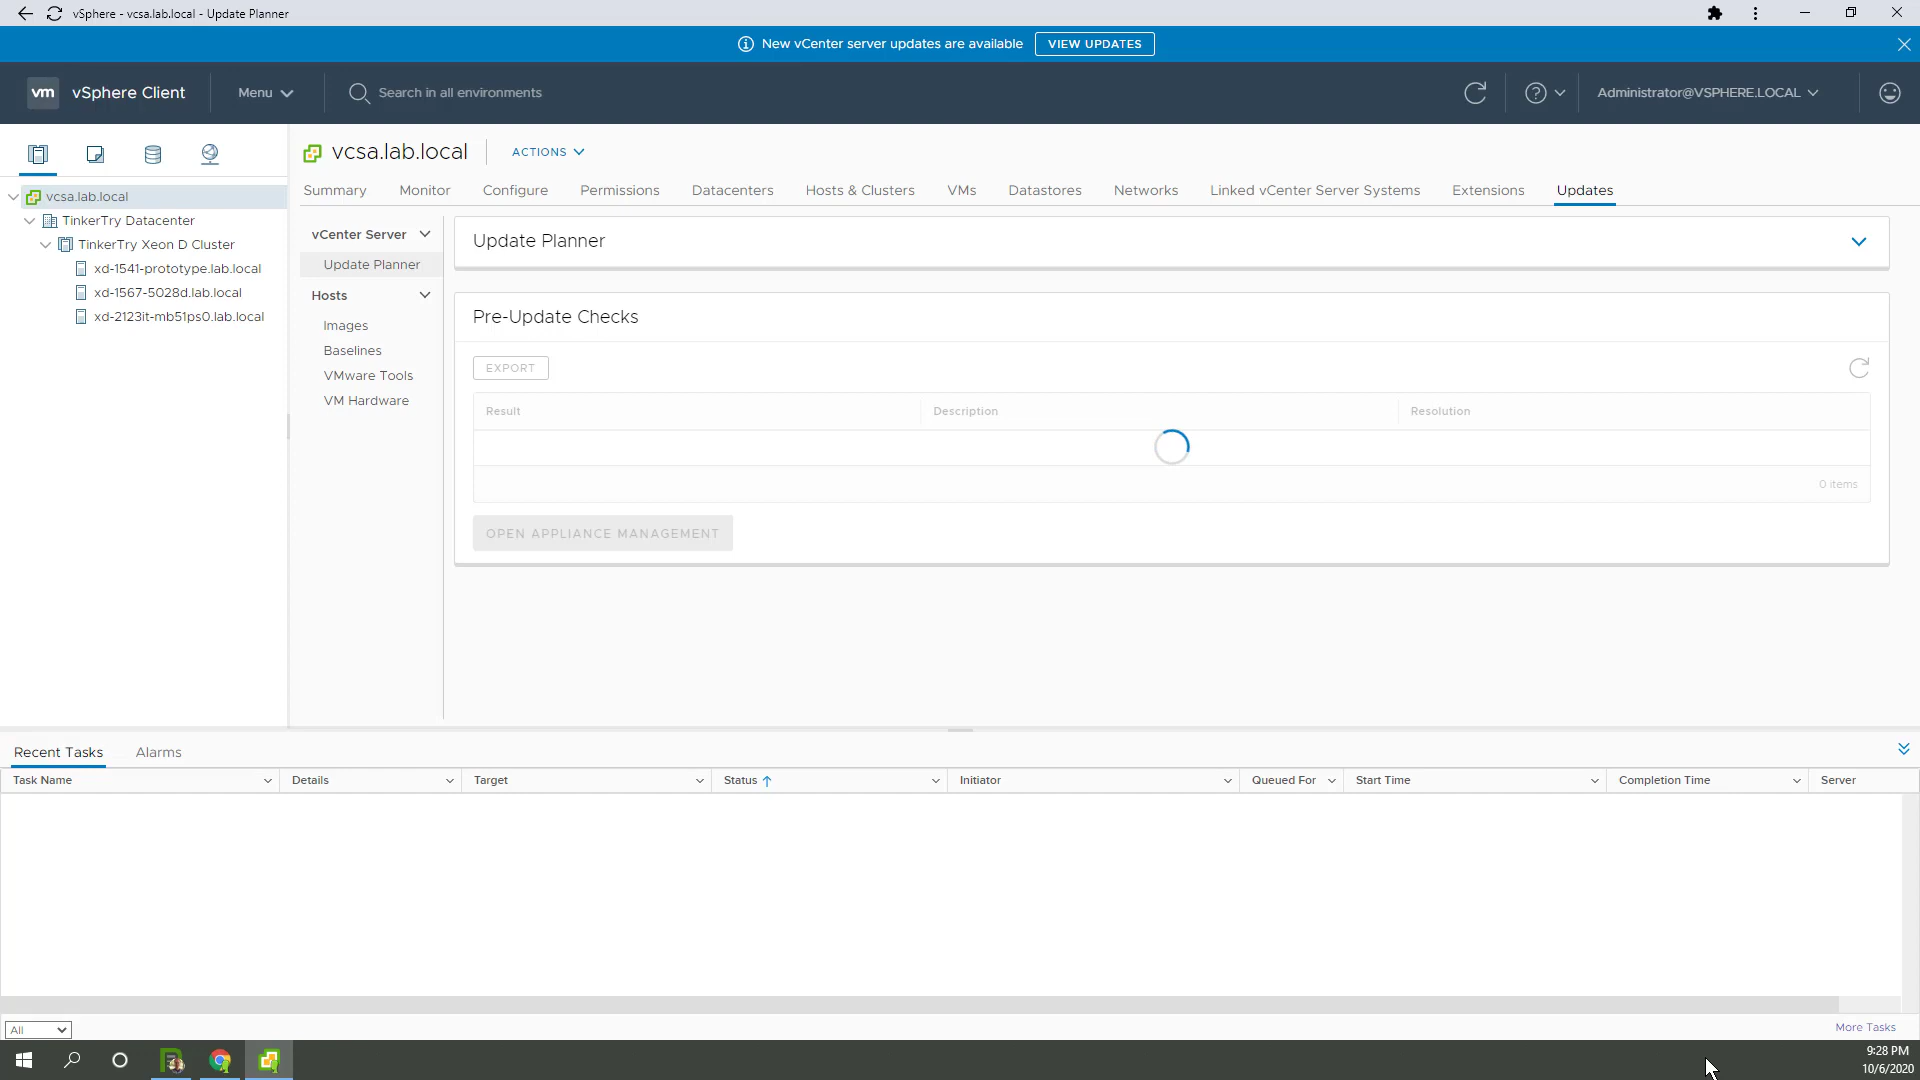 vSphere - vcsa.lab.local - Update Planner
New vCenter server updates are available VIEW UPDATES
vm vSphere Client Menu Search in all environments Administrator@VSPHERE.LOCAL
vcsa.lab.local ACTIONS
Summary Monitor Configure Permissions Datacenters Hosts & Clusters VMs Datastores Networks Linked vCenter Server Systems Extensions Updates
vcsa.lab.local
TinkerTry Datacenter
TinkerTry Xeon D Cluster
xd-1541-prototype.lab.local
xd-1567-5028d.lab.local
xd-2123it-mb51ps0.lab.local
vCenter Server
Update Planner
Hosts
Images
Baselines
VMware Tools
VM Hardware
Update Planner
Pre-Update Checks
EXPORT
Result Description Resolution
0 items
OPEN APPLIANCE MANAGEMENT
Recent Tasks Alarms
Task Name Details Target Status Initiator Queued For Start Time Completion Time Server
All More Tasks
9:28 PM
10/6/2020